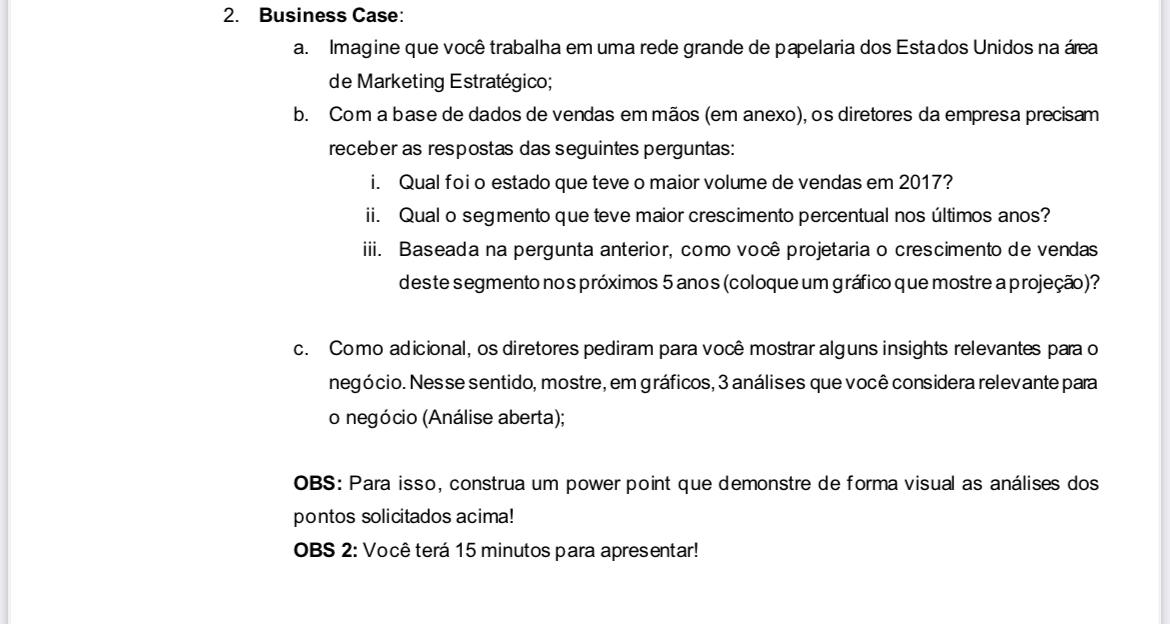 2. Business Case:
a. Imagine que você trabalha em uma rede grande de papelaria dos Estados Unidos na área
de Marketing Estratégico;
b. Com a base de dados de vendas em mãos (em anexo), os diretores da empresa precisam
receber as respostas das seguintes perguntas:
i. Qual foi o estado que teve o maior volume de vendas em 2017?
ii. Qual o segmento que teve maior crescimento percentual nos últimos anos?
iii. Baseada na pergunta anterior, como você projetaria o crescimento de vendas
deste segmento nos próximos 5 anos (coloque um gráfico que mostre a projeção)?
c. Como adicional, os diretores pediram para você mostrar alguns insights relevantes para o
negócio. Nesse sentido, mostre, em gráficos, 3 análises que você considera relevante para
o negócio (Análise aberta);
OBS: Para isso, construa um power point que demonstre de forma visual as análises dos
pontos solicitados acima!
OBS 2: Você terá 15 minutos para apresentar!